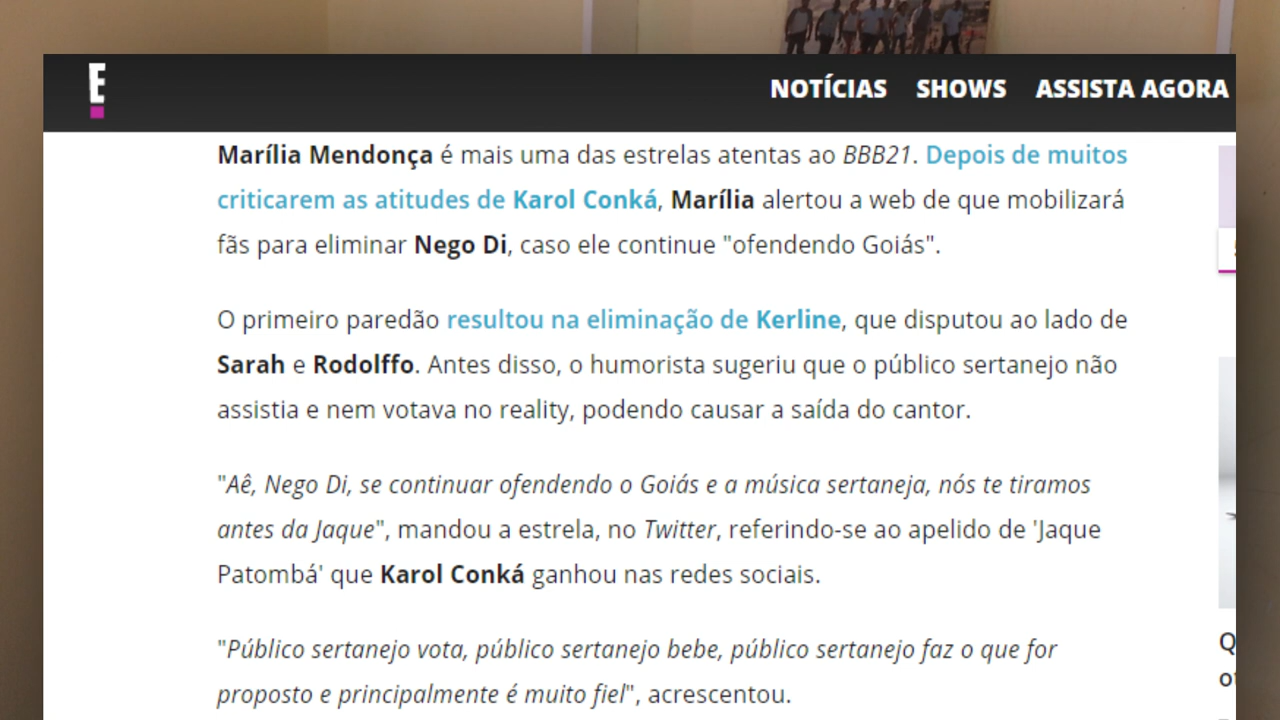 E
NOTÍCIAS SHOWS ASSISTA AGORA
Marília Mendonça é mais uma das estrelas atentas ao BBB21. Depois de muitos
criticarem as atitudes de Karol Conká, Marília alertou a web de que mobilizará
fãs para eliminar Nego Di, caso ele continue "ofendendo Goiás".
O primeiro paredão resultou na eliminação de Kerline, que disputou ao lado de
Sarah e Rodolffo. Antes disso, o humorista sugeriu que o público sertanejo não
assistia e nem votava no reality, podendo causar a saída do cantor.
"Aê, Nego Di, se continuar ofendendo o Goiás e a música sertaneja, nós te tiramos
antes da Jaque", mandou a estrela, no Twitter, referindo-se ao apelido de 'Jaque
Patombá' que Karol Conká ganhou nas redes sociais.
"Público sertanejo vota, público sertanejo bebe, público sertanejo faz o que for
proposto e principalmente é muito fiel", acrescentou.